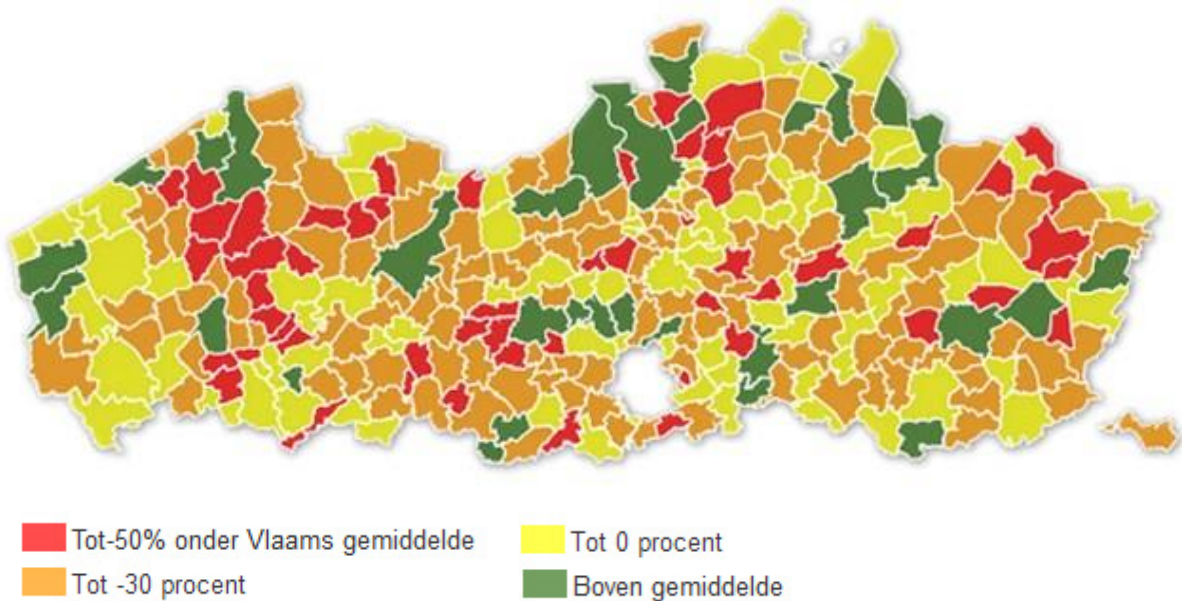 Tot-50% onder Vlaams gemiddelde
Tot 0 procent
Tot -30 procent
Boven gemiddelde